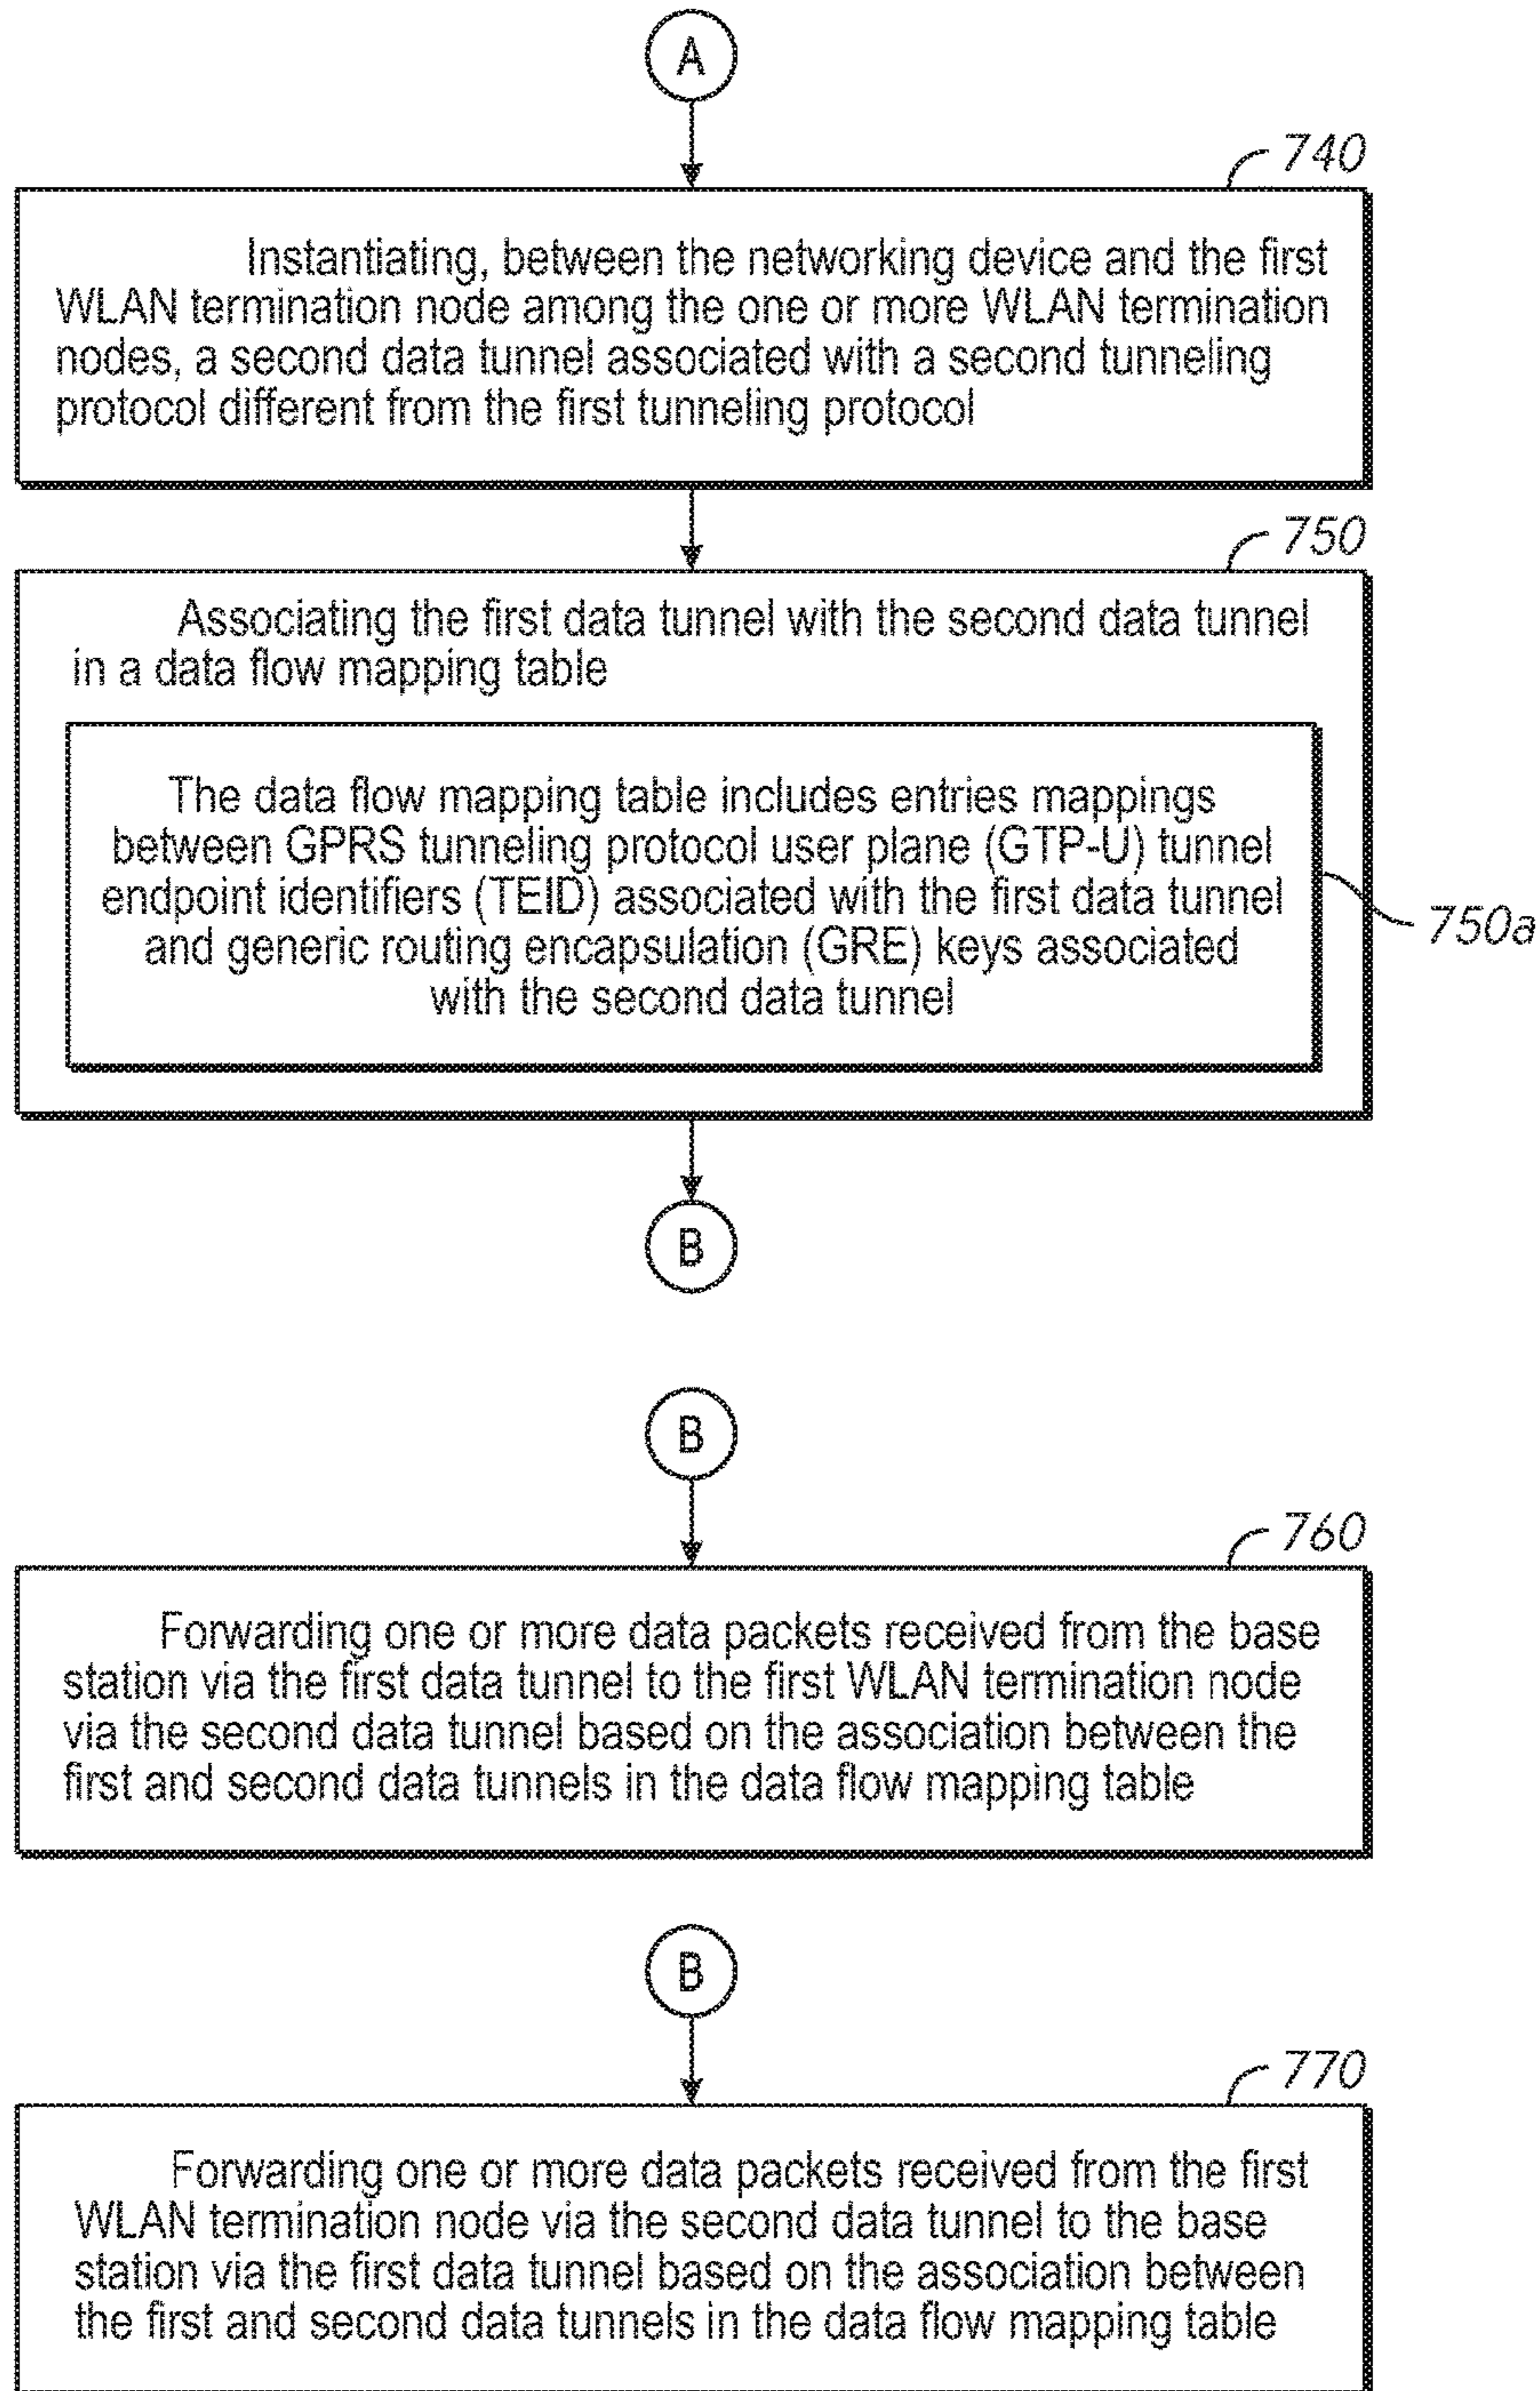 A
740
Instantiating, between the networking device and the first
WLAN termination node among the one or more WLAN termination
nodes, a second data tunnel associated with a second tunneling
protocol different from the first tunneling protocol
750
Associating the first data tunnel with the second data tunnel
in a data flow mapping table
The data flow mapping table includes entries mappings
between GPRS tunneling protocol user plane (GTP-U) tunnel
endpoint identifiers (TEID) associated with the first data tunnel
and generic routing encapsulation (GRE) keys associated
with the second data tunnel
750a
B
B
760
Forwarding one or more data packets received from the base
station via the first data tunnel to the first WLAN termination node
via the second data tunnel based on the association between the
first and second data tunnels in the data flow mapping table
B
770
Forwarding one or more data packets received from the first
WLAN termination node via the second data tunnel to the base
station via the first data tunnel based on the association between
the first and second data tunnels in the data flow mapping table